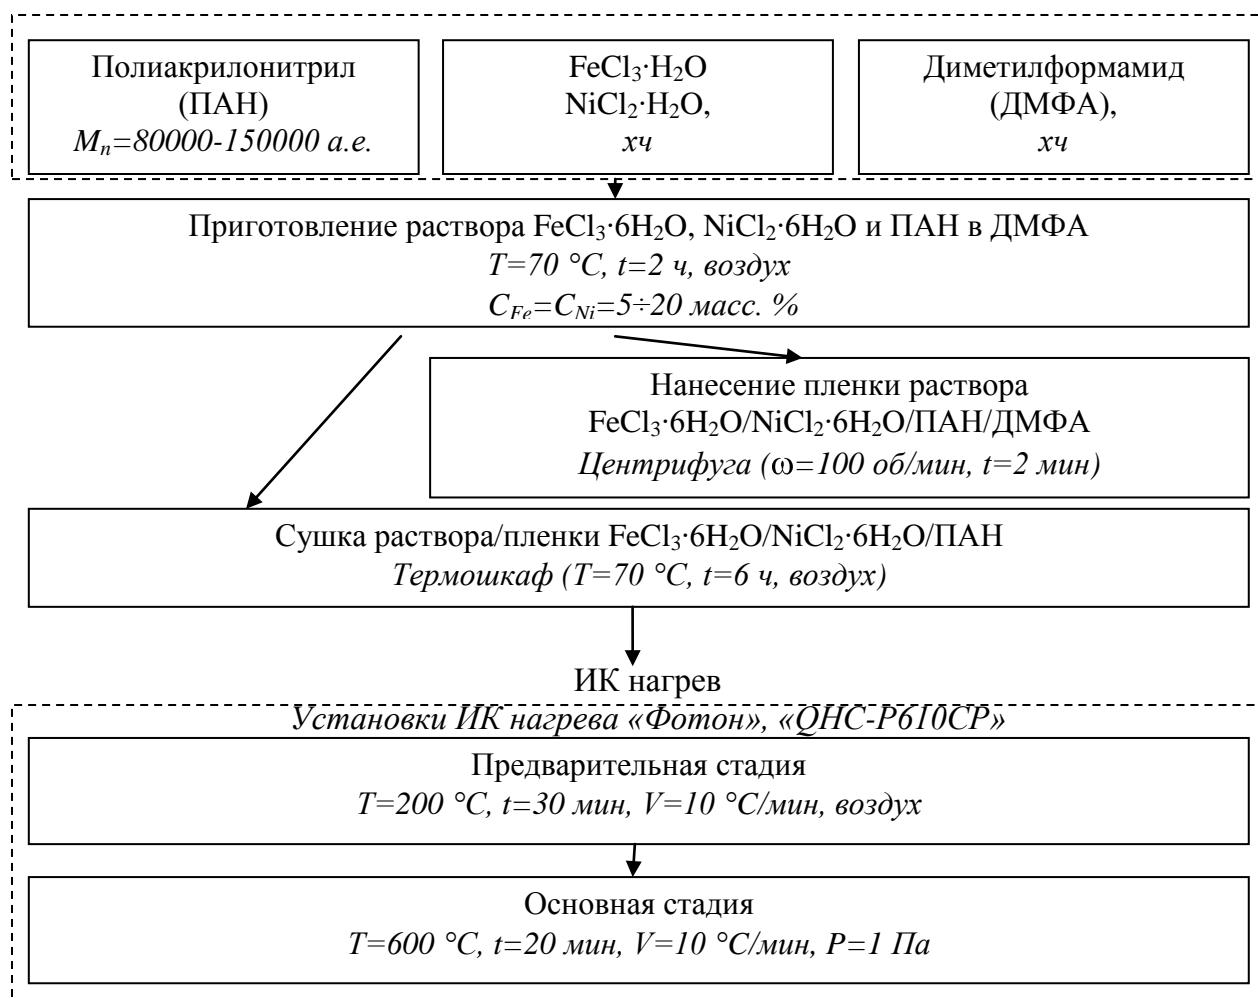 Полиакрилонитрил
(ПАН)
Mₙ=80000-150000 а.е.
FeCl₃·H₂O
NiCl₂·H₂O,
хч
Диметилформамид
(ДМФА),
хч
Приготовление раствора FeCl₃·6H₂O, NiCl₂·6H₂O и ПАН в ДМФА
T=70 °C, t=2 ч, воздух
C_Fe=C_Ni=5÷20 масс. %
Нанесение пленки раствора
FeCl₃·6H₂O/NiCl₂·6H₂O/ПАН/ДМФА
Центрифуга (ω=100 об/мин, t=2 мин)
Сушка раствора/пленки FeCl₃·6H₂O/NiCl₂·6H₂O/ПАН
Термошкаф (T=70 °C, t=6 ч, воздух)
ИК нагрев
Установки ИК нагрева «Фотон», «QHC-P610CP»
Предварительная стадия
T=200 °C, t=30 мин, V=10 °C/мин, воздух
Основная стадия
T=600 °C, t=20 мин, V=10 °C/мин, P=1 Па